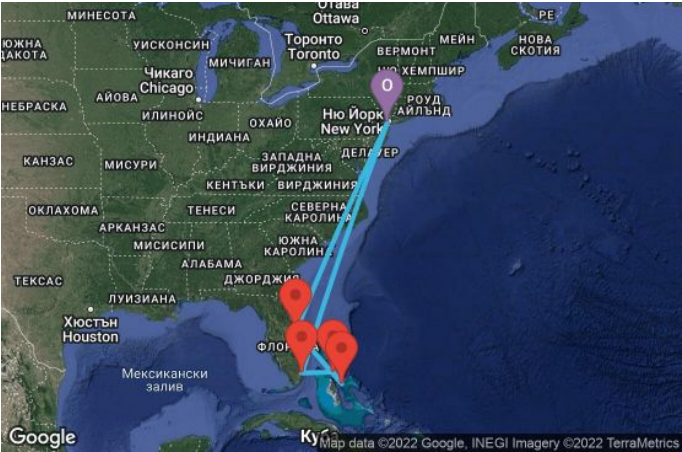 МИНЕСОТА
Отава
Ottawa
PE
ЮЖНА
ДАКОТА
УИСКОНСИН
Торонто
Toronto
МЕЙН
НОВА
СКОТИЯ
ВЕРМОНТ
МИЧИГАН
НЮ ХЕМПШИР
Чикаго
Chicago
O
НЕБРАСКА
АЙОВА
РОУД
АЙЛЪНД
ИЛИНОЙС
ОХАЙО
Ню Йорк
New York
ИНДИАНА
ДЕЛАУЕР
КАНЗАС
МИСУРИ
ЗАПАДНА
ВИРДЖИНИЯ
КЕНТЪКИ
ВИРДЖИНИЯ
ОКЛАХОМА
ТЕНЕСИ
СЕВЕРНА
КАРОЛИНА
АРКАНЗАС
МИСИСИПИ
ЮЖНА
КАРОЛИНА
АЛАБАМА
ТЕКСАС
ДЖОРДЖИЯ
ЛУИЗИАНА
Хюстън
Houston
ФЛОР
Мексикански
залив
Google
Куба
Map data ©2022 Google, INEGI Imagery ©2022 TerraMetrics